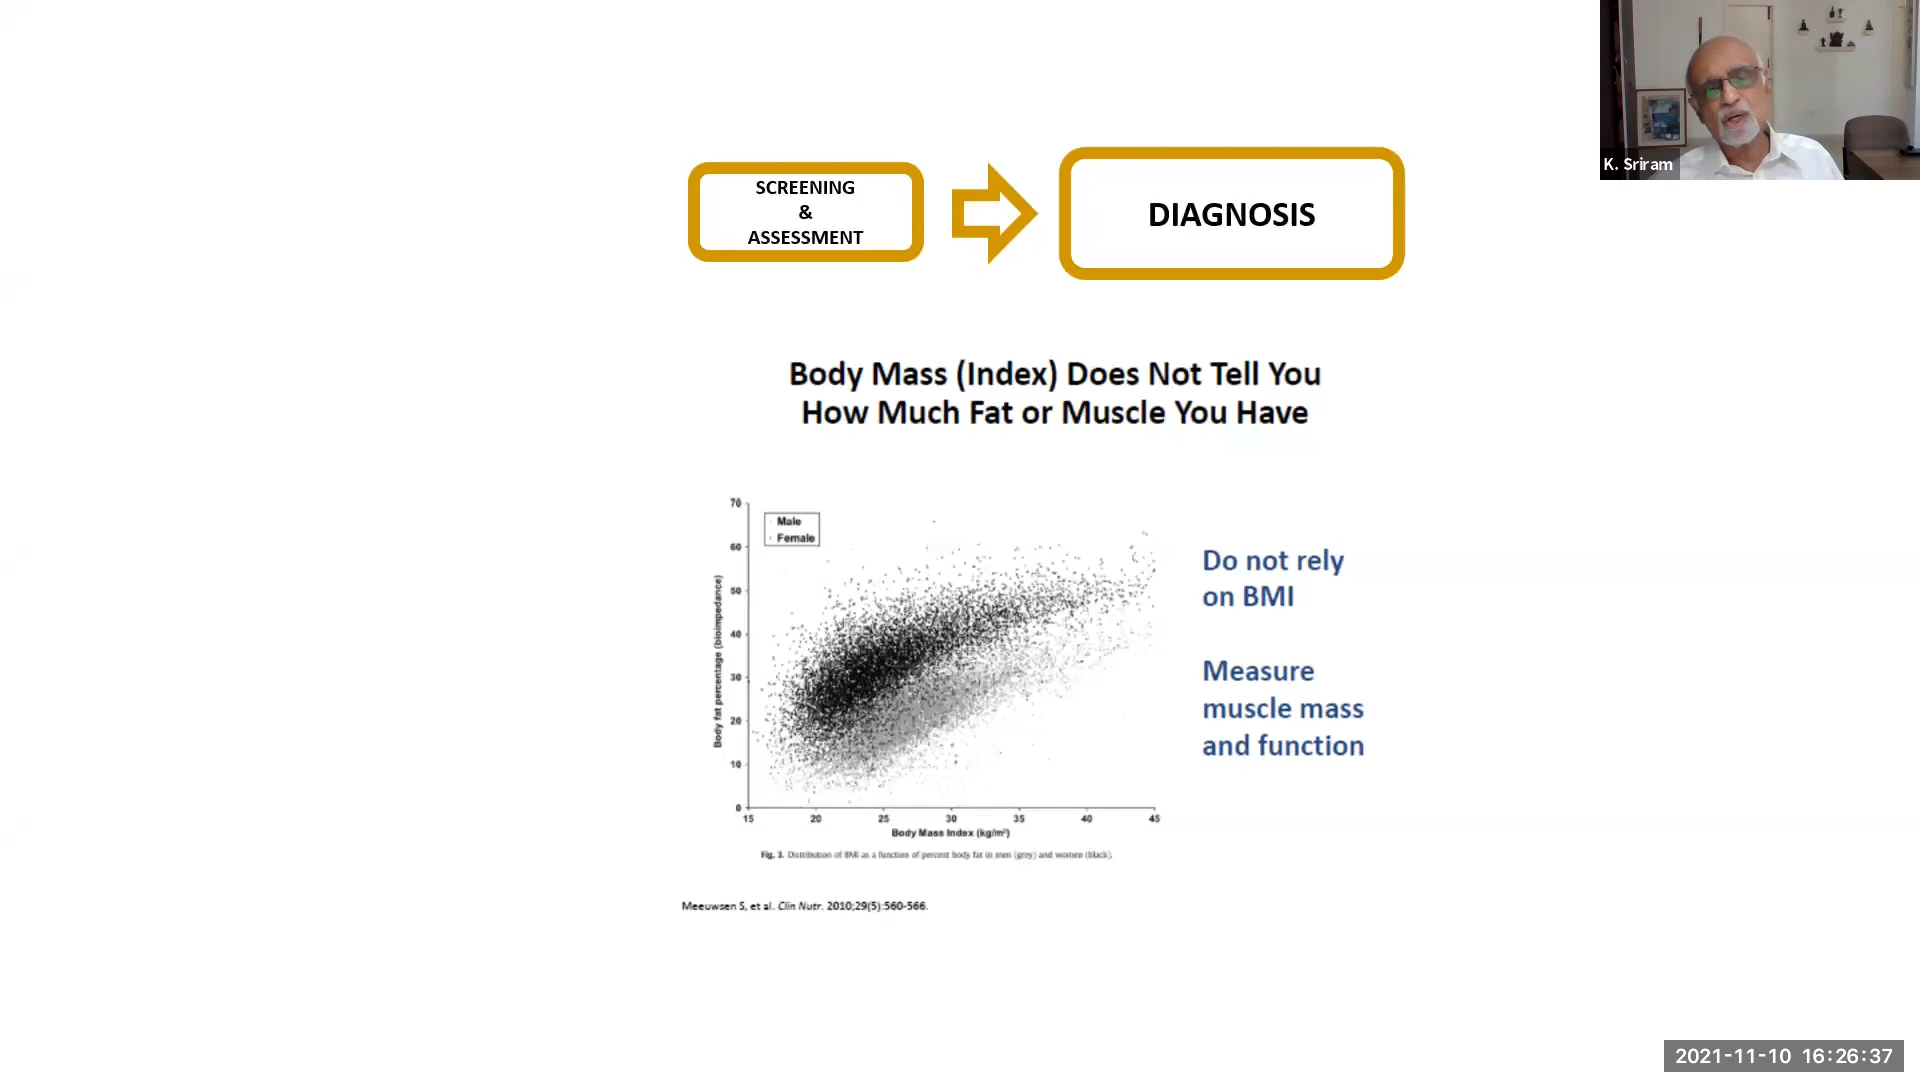 K. Sriram
SCREENING
&
ASSESSMENT
DIAGNOSIS
Body Mass (Index) Does Not Tell You
How Much Fat or Muscle You Have
70
60
50
40
30
20
10
0
Body fat percentage (bioimpedance)
Male
Female
15 20 25 30 35 40 45
Body Mass Index (kg/m²)
Fig. 3. Distribution of BMI as a function of percent body fat in men (grey) and women (black).
Do not rely
on BMI
Measure
muscle mass
and function
Meeuwsen S, et al. Clin Nutr. 2010;29(5):560-566.
2021-11-10 16:26:37